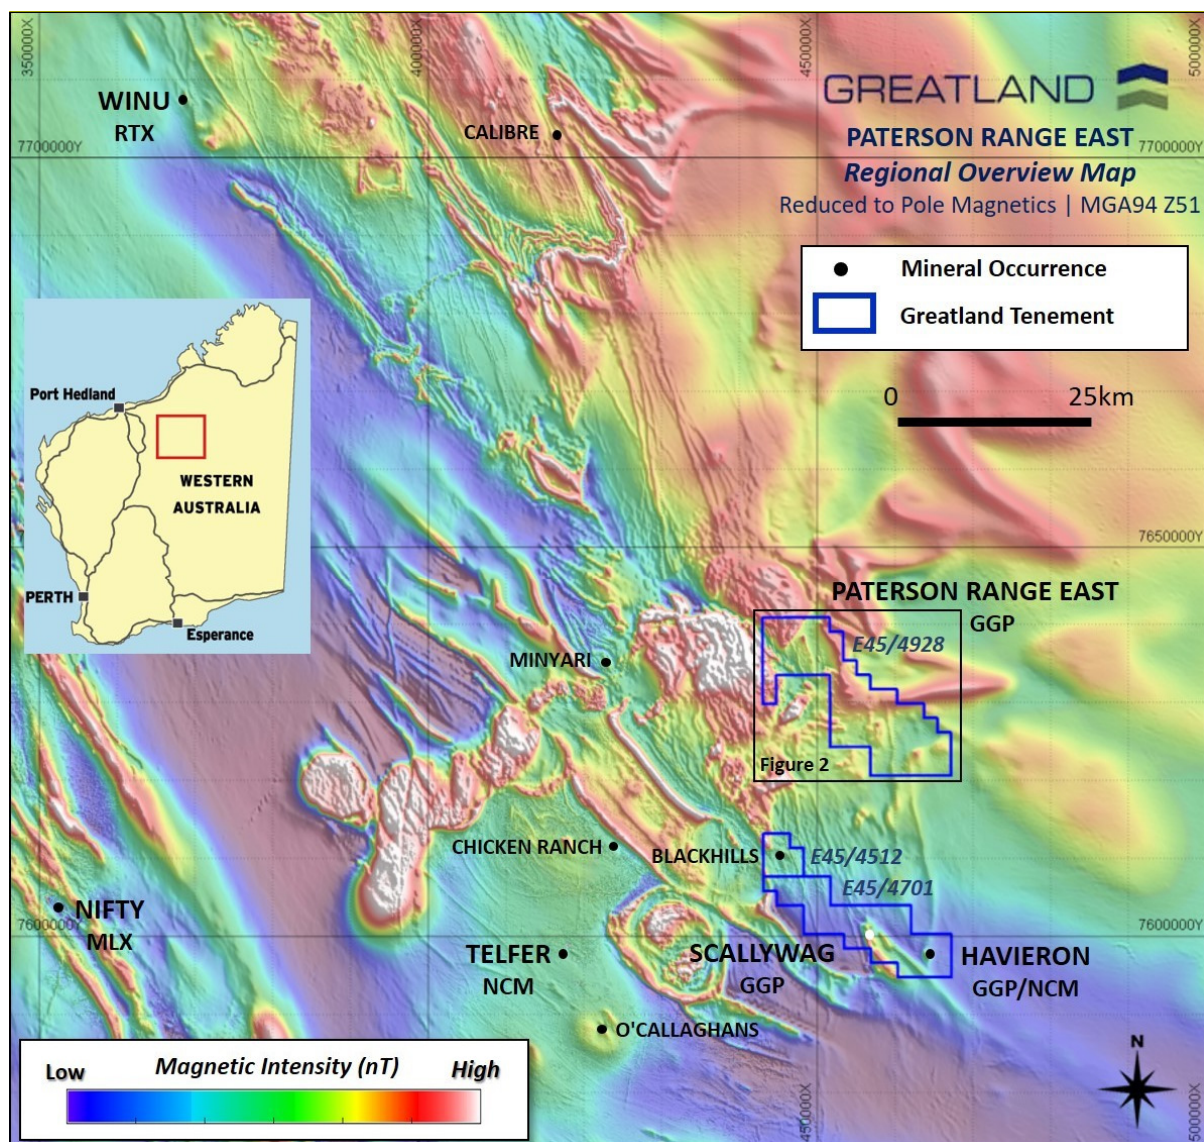 350000X
400000X
450000X
500000X
GREATLAND
PATERSON RANGE EAST
Regional Overview Map
Reduced to Pole Magnetics | MGA94 Z51
WINU
RTX
CALIBRE
7700000Y
7700000Y
Mineral Occurrence
Greatland Tenement
0
25km
Port Hedland
WESTERN
AUSTRALIA
PERTH
Esperance
7650000Y
PATERSON RANGE EAST
GGP
E45/4928
MINYARI
Figure 2
CHICKEN RANCH
BLACKHILLS
E45/4512
E45/4701
NIFTY
MLX
7600000Y
7600000Y
TELFER
NCM
SCALLYWAG
GGP
HAVIERON
GGP/NCM
O'CALLAGHANS
Magnetic Intensity (nT)
Low
High
N
450000X